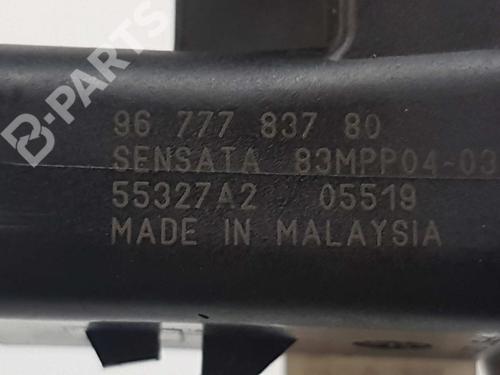 B-PARTS
96 777 837 80
SENSATA 83MPP04-03
55327A2 05519
MADE IN MALAYSIA